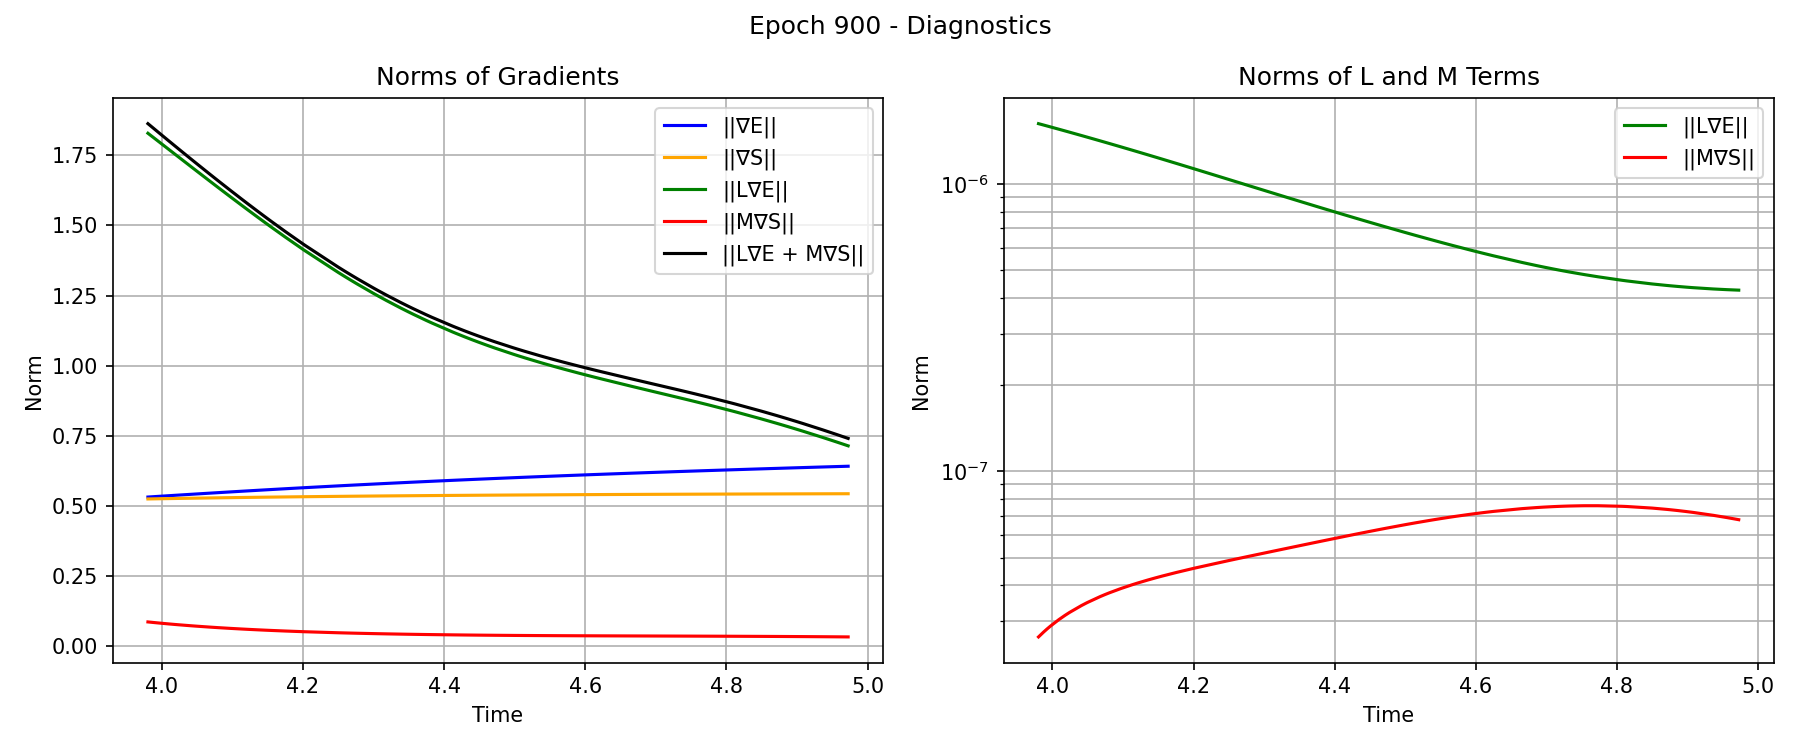 Epoch 900 - Diagnostics
Norms of Gradients
Norm
1.75
1.50
1.25
1.00
0.75
0.50
0.25
0.00
||∇E||
||∇S||
||L∇E||
||M∇S||
||L∇E + M∇S||
4.0 4.2 4.4 4.6 4.8 5.0
Time
Norms of L and M Terms
Norm
10⁻⁶
10⁻⁷
||L∇E||
||M∇S||
4.0 4.2 4.4 4.6 4.8 5.0
Time